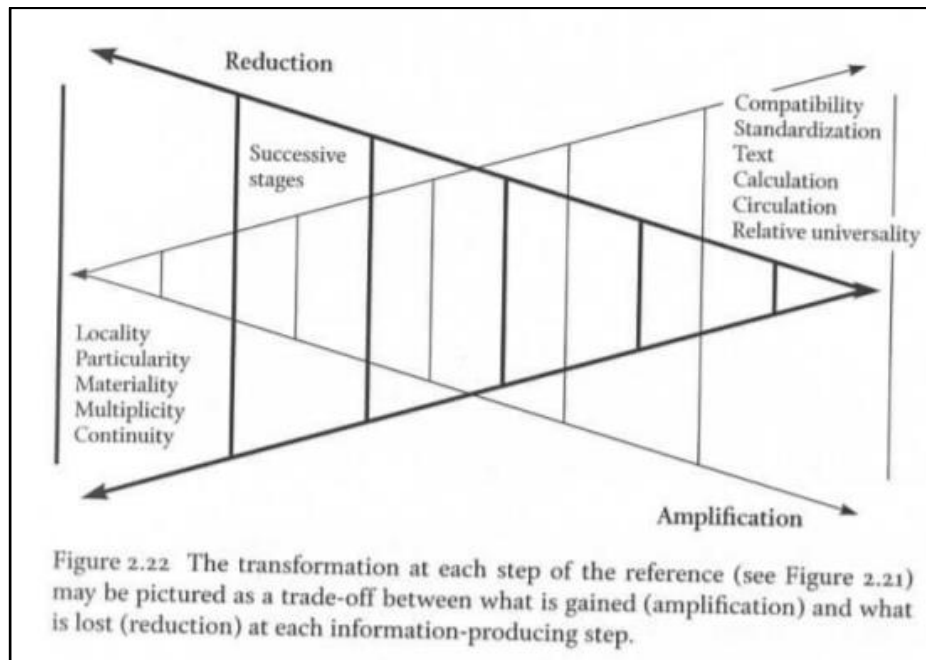 Reduction
Successive
stages
Compatibility
Standardization
Text
Calculation
Circulation
Relative universality
Locality
Particularity
Materiality
Multiplicity
Continuity
Amplification
Figure 2.22 The transformation at each step of the reference (see Figure 2.21)
may be pictured as a trade-off between what is gained (amplification) and what
is lost (reduction) at each information-producing step.